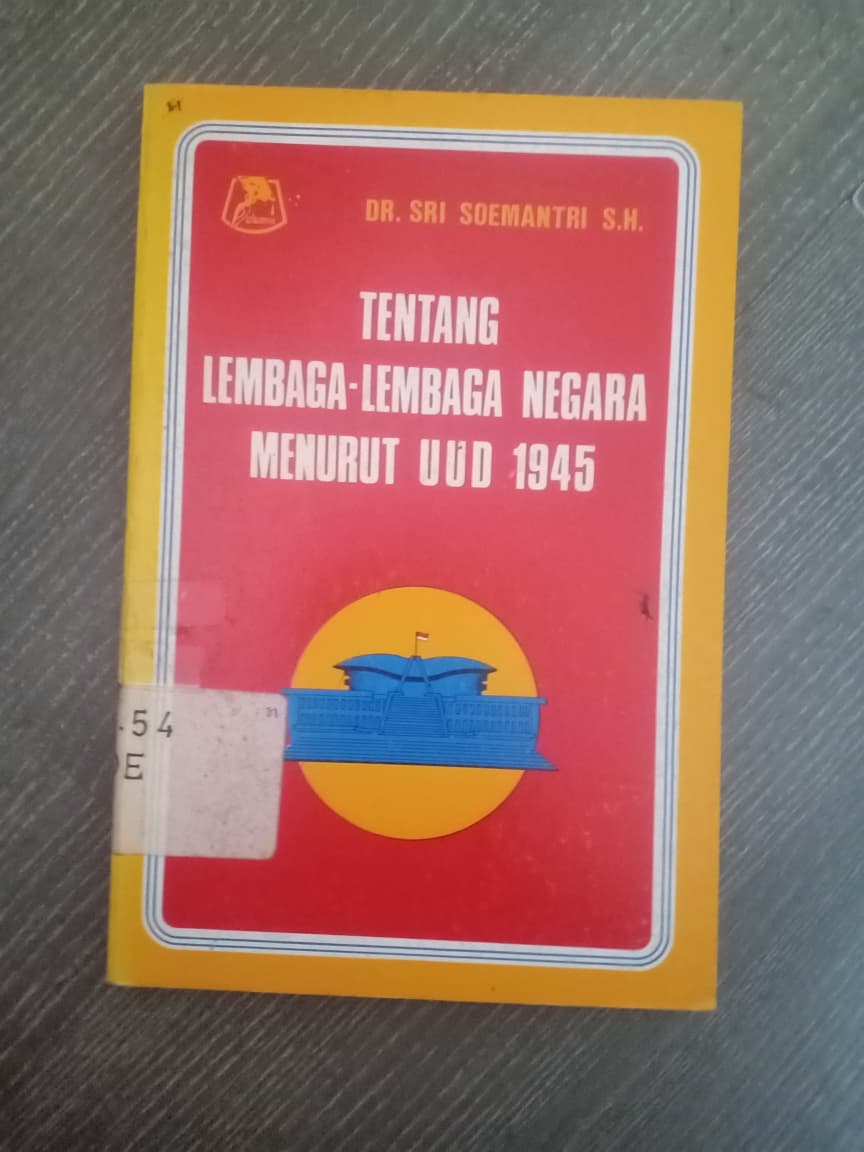 DR. SRI SOEMANTRI S.H.
TENTANG
LEMBAGA-LEMBAGA NEGARA
MENURUT UUD 1945
.54
E